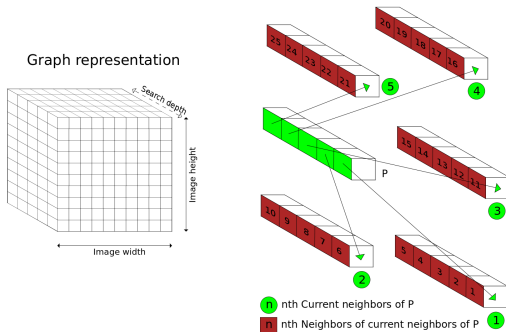 Graph representation
Search depth
Image height
Image width
25 24 23 22 21
5
20 19 18 17 16
4
P
15 14 13 12 11
3
10 9 8 7 6
2
5 4 3 2 1
1
n nth Current neighbors of P
n nth Neighbors of current neighbors of P